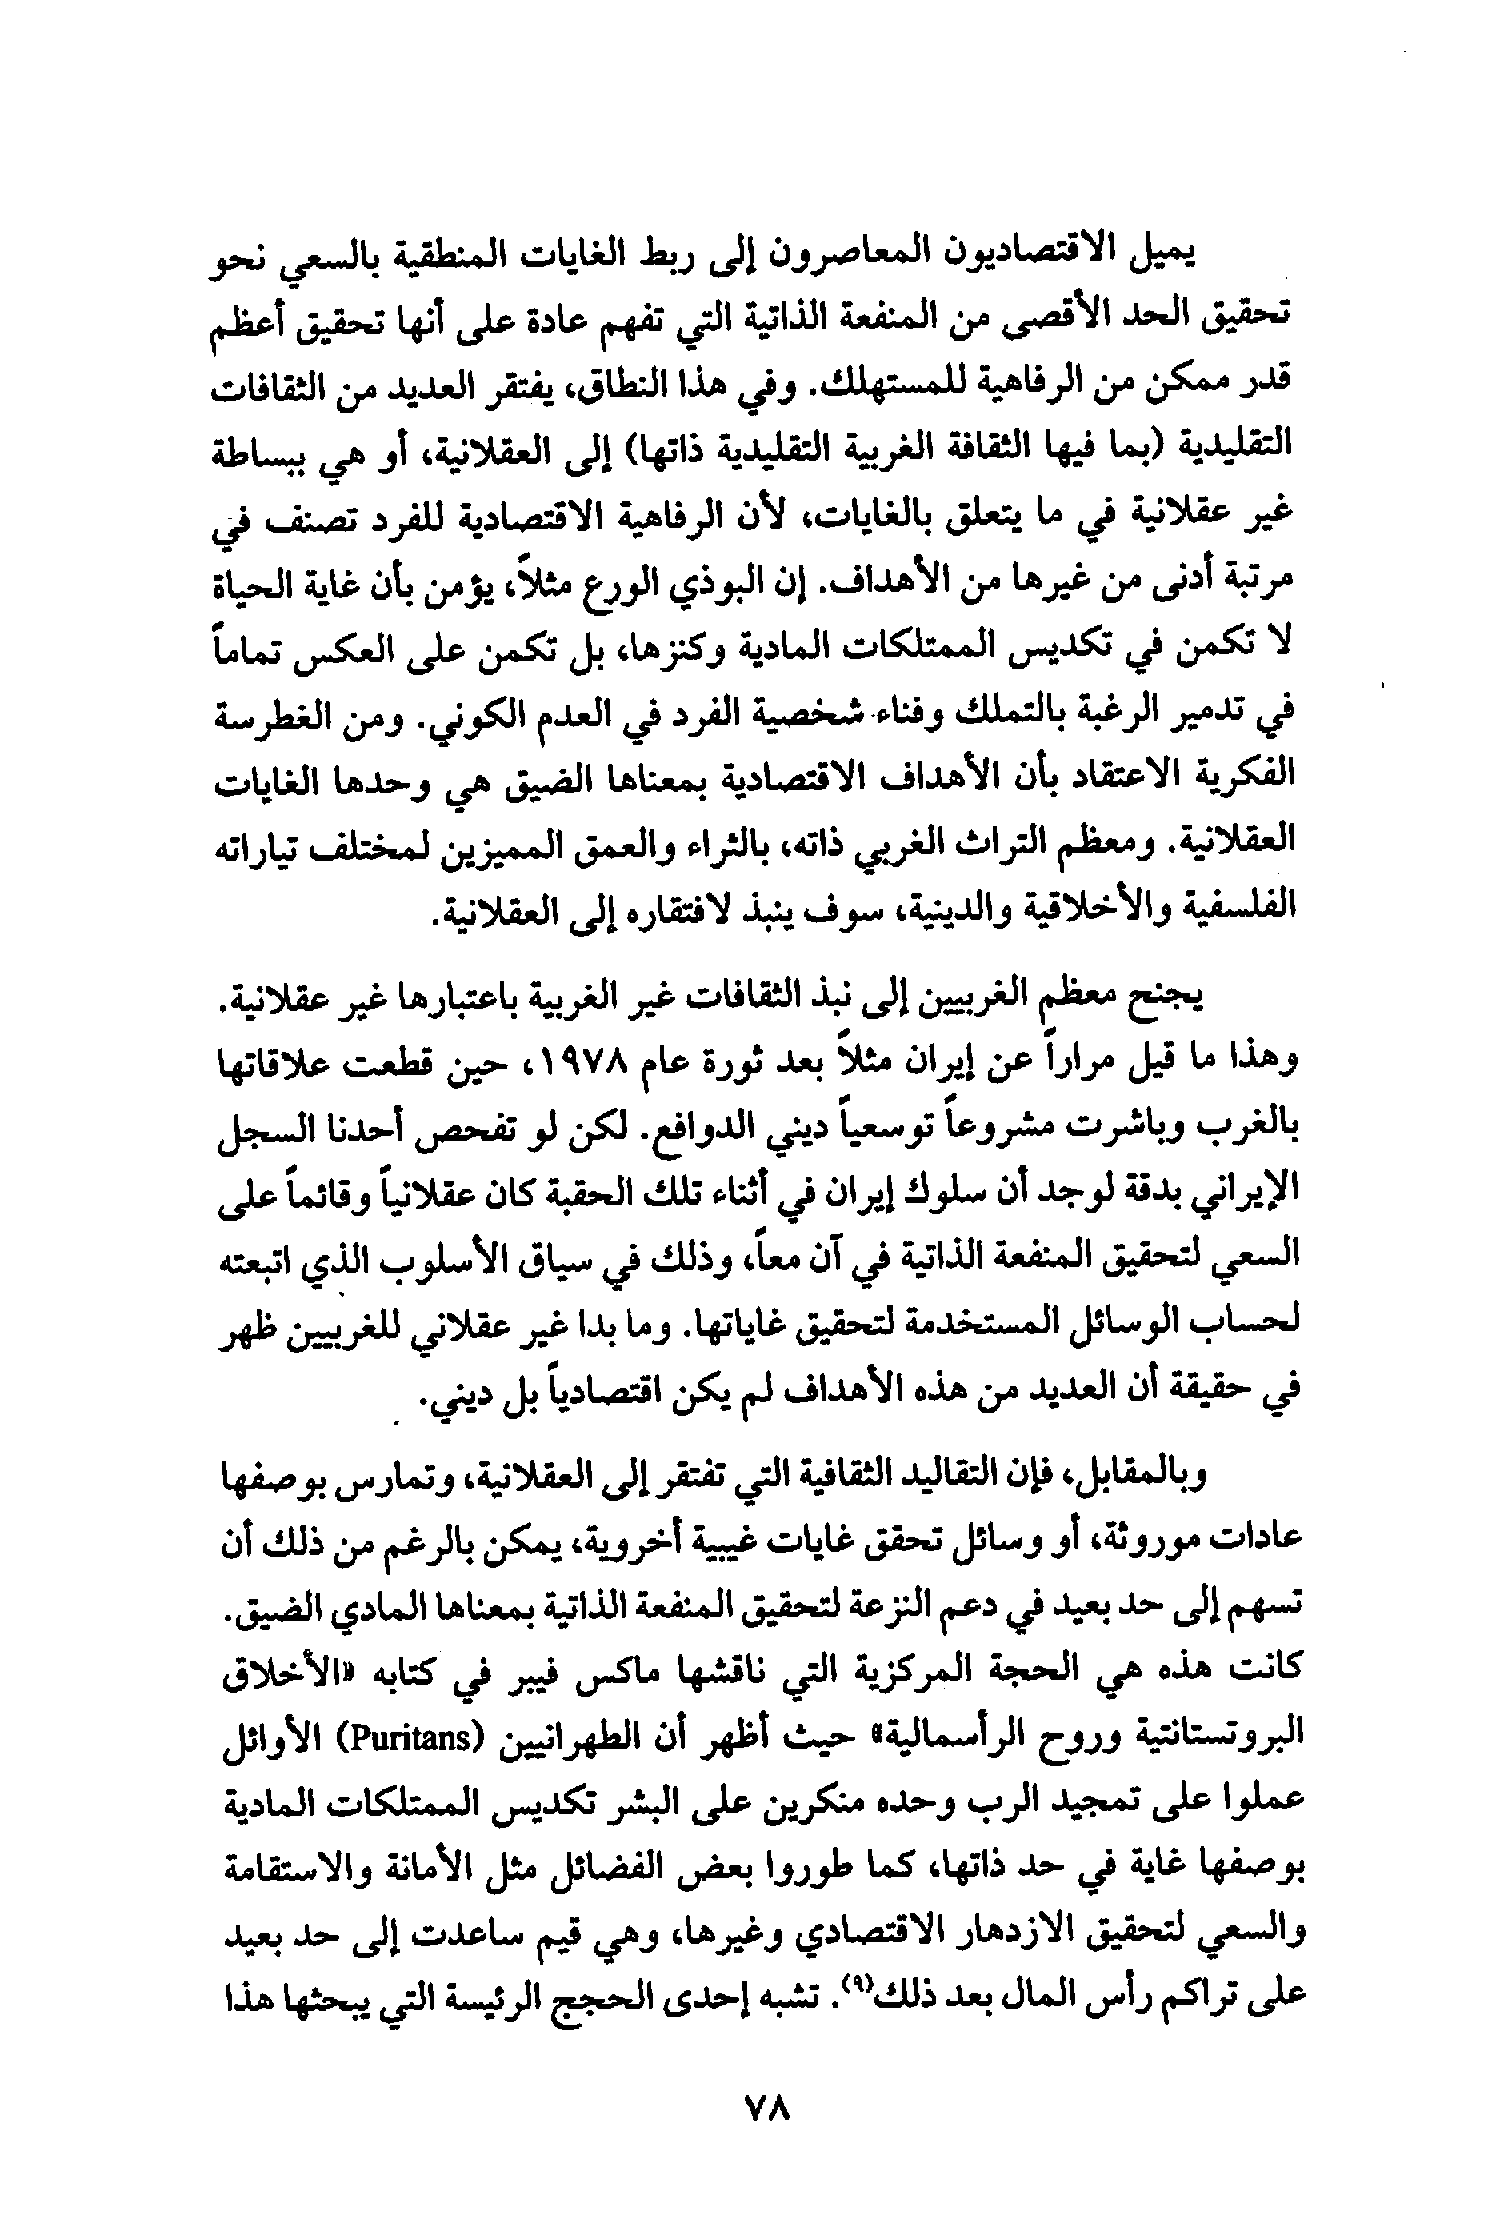 يميل الاقتصاديون المعاصرون إلى ربط الغايات المنطقية بالسعي نحو
تحقيق الحد الأقصى من المنفعة الذاتية التي تفهم عادة على أنها تحقيق أعظم
قدر ممكن من الرفاهية للمستهلك. وفي هذا النطاق، يفتقر العديد من الثقافات
التقليدية (بما فيها الثقافة الغربية التقليدية ذاتها) إلى العقلانية، أو هي ببساطة
غير عقلانية في ما يتعلق بالغايات، لأن الرفاهية الاقتصادية للفرد تصنف في
مرتبة أدنى من غيرها من الأهداف. إن البوذي الورع مثلاً، يؤمن بأن غاية الحياة
لا تكمن في تكديس الممتلكات المادية وكنزها، بل تكمن على العكس تماماً
في تدمير الرغبة بالتملك وفناء شخصية الفرد في العدم الكوني. ومن الغطرسة
الفكرية الاعتقاد بأن الأهداف الاقتصادية بمعناها الضيق هي وحدها الغايات
العقلانية. ومعظم التراث الغربي ذاته، بالثراء والعمق المميزين لمختلف تياراته
الفلسفية والأخلاقية والدينية، سوف ينبذ لافتقاره إلى العقلانية.
يجنح معظم الغربيين إلى نبذ الثقافات غير الغربية باعتبارها غير عقلانية.
وهذا ما قيل مراراً عن إيران مثلاً بعد ثورة عام ١٩٧٨، حين قطعت علاقاتها
بالغرب وباشرت مشروعاً توسعياً ديني الدوافع. لكن لو تفحص أحدنا السجل
الإيراني بدقة لوجد أن سلوك إيران في أثناء تلك الحقبة كان عقلانياً وقائماً على
السعي لتحقيق المنفعة الذاتية في آن معاً، وذلك في سياق الأسلوب الذي اتبعته
لحساب الوسائل المستخدمة لتحقيق غاياتها. وما بدا غير عقلاني للغربيين ظهر
في حقيقة أن العديد من هذه الأهداف لم يكن اقتصادياً بل ديني.
وبالمقابل، فإن التقاليد الثقافية التي تفتقر إلى العقلانية، وتمارس بوصفها
عادات موروثة، أو وسائل تحقق غايات غيبية أخروية، يمكن بالرغم من ذلك أن
تسهم إلى حد بعيد في دعم النزعة لتحقيق المنفعة الذاتية بمعناها المادي الضيق.
كانت هذه هي الحجة المركزية التي ناقشها ماكس فيبر في كتابه «الأخلاق
البروتستانتية وروح الرأسمالية» حيث أظهر أن الطهرانيين (Puritans) الأوائل
عملوا على تمجيد الرب وحده منكرين على البشر تكديس الممتلكات المادية
بوصفها غاية في حد ذاتها، كما طوروا بعض الفضائل مثل الأمانة والاستقامة
والسعي لتحقيق الازدهار الاقتصادي وغيرها، وهي قيم ساعدت إلى حد بعيد
على تراكم رأس المال بعد ذلك(٩). تشبه إحدى الحجج الرئيسة التي يبحثها هذا
٧٨